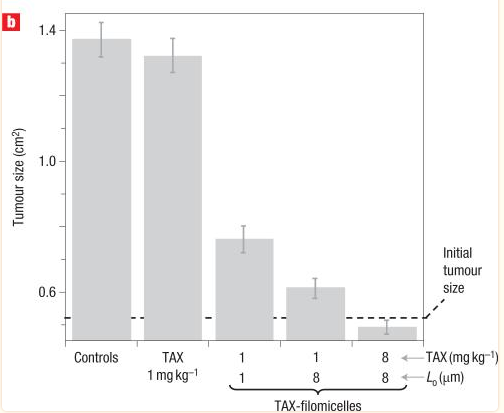 b
Tumour size (cm²)
1.4
1.0
0.6
Initial
tumour
size
Controls
TAX
1 mg kg⁻¹
1 1 8 TAX (mg kg⁻¹)
1 8 8 Lₒ (µm)
TAX-filomicelles